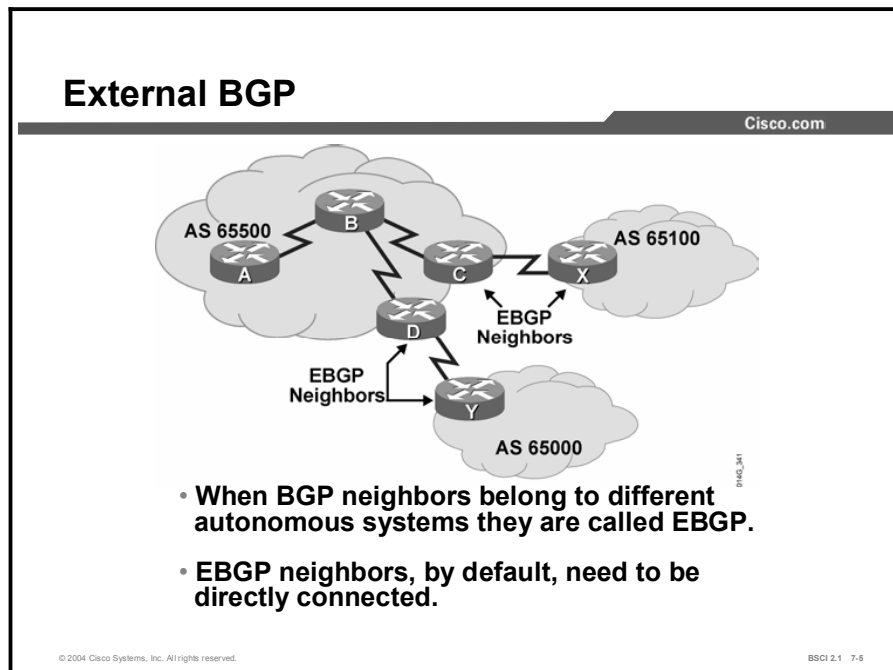 External BGP
Cisco.com
B
AS 65500
AS 65100
A
C
X
EBGP
Neighbors
D
EBGP
Neighbors
Y
AS 65000
014G_341
• When BGP neighbors belong to different
autonomous systems they are called EBGP.
• EBGP neighbors, by default, need to be
directly connected.
© 2004 Cisco Systems, Inc. All rights reserved.
BSCI 2.1 7-5